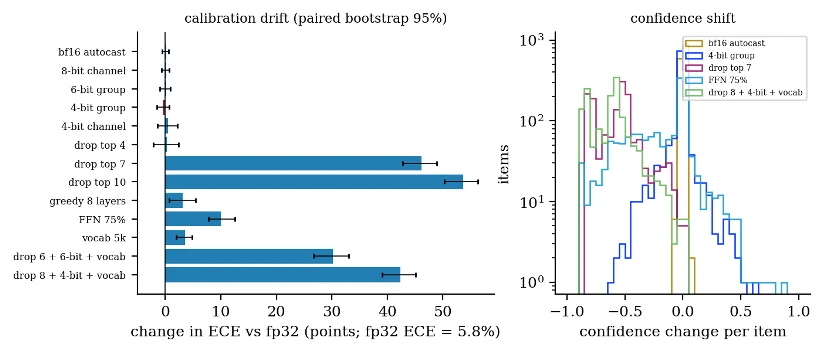 calibration drift (paired bootstrap 95%)
bf16 autocast
8-bit channel
6-bit group
4-bit group
4-bit channel
drop top 4
drop top 7
drop top 10
greedy 8 layers
FFN 75%
vocab 5k
drop 6 + 6-bit + vocab
drop 8 + 4-bit + vocab
0 10 20 30 40 50
change in ECE vs fp32 (points; fp32 ECE = 5.8%)
confidence shift
bf16 autocast
4-bit group
drop top 7
FFN 75%
drop 8 + 4-bit + vocab
10³
10²
10¹
10⁰
items
−1.0 −0.5 0.0 0.5 1.0
confidence change per item